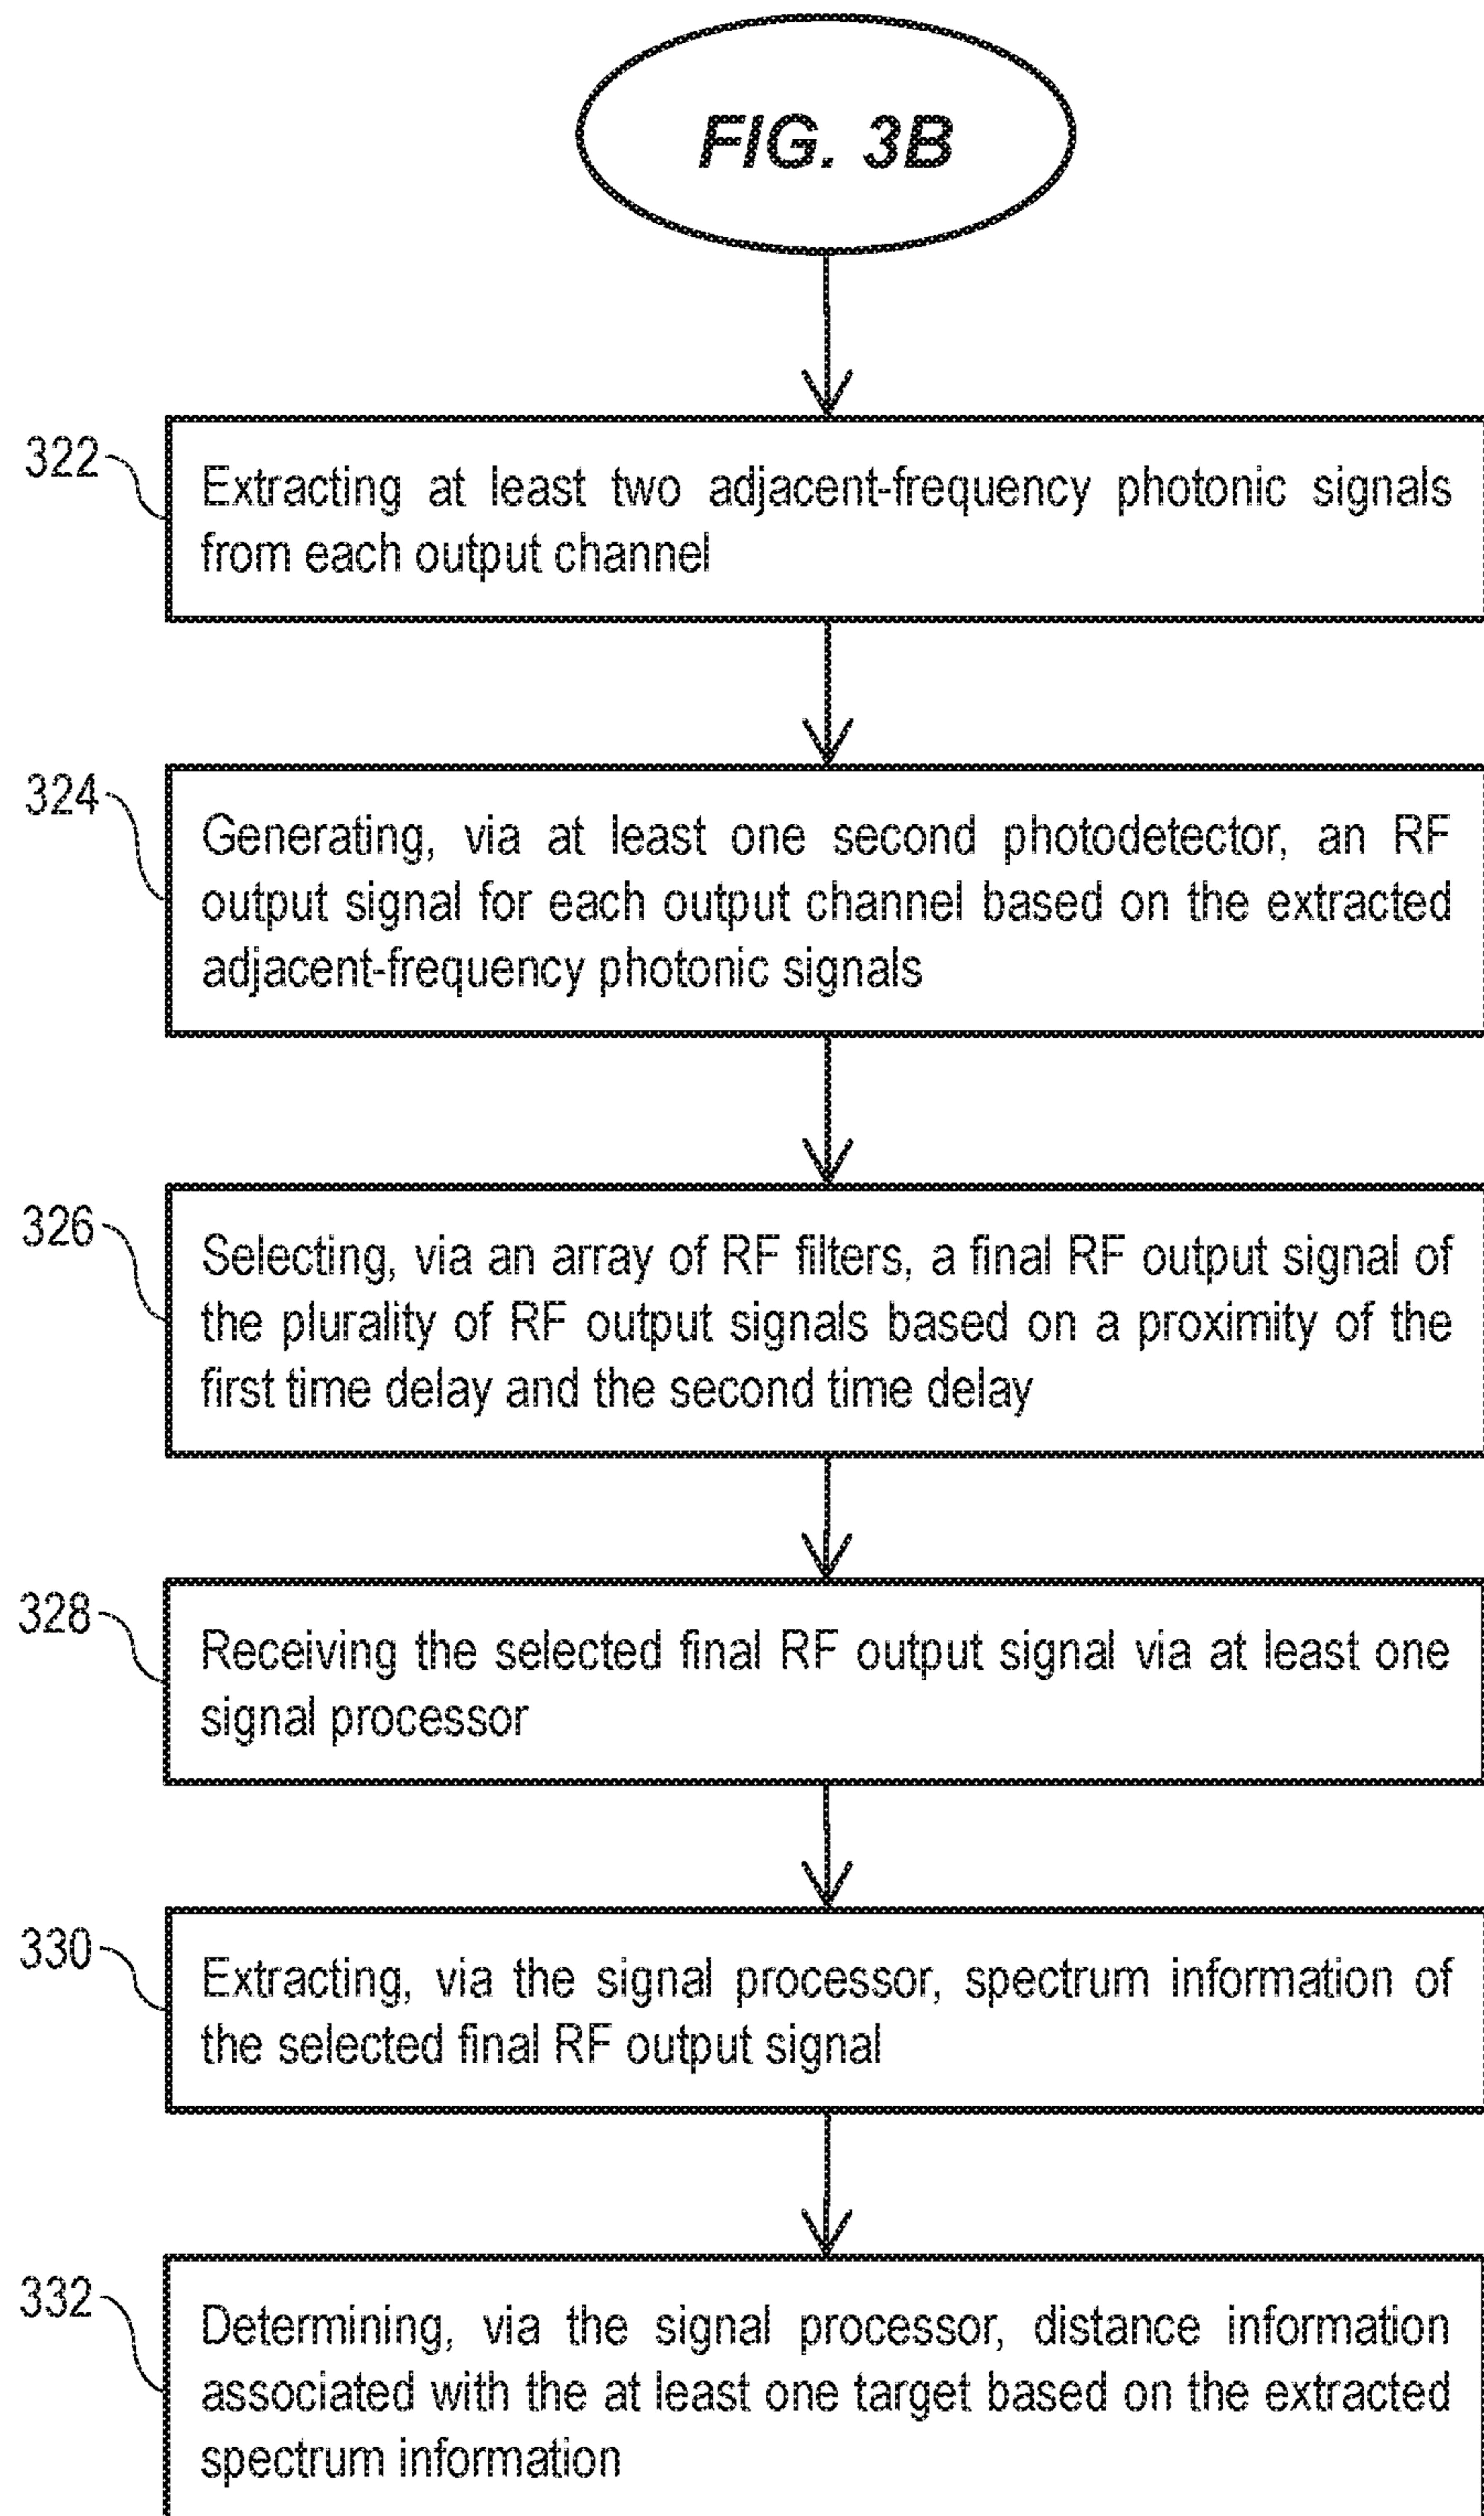 FIG. 3B
322
Extracting at least two adjacent-frequency photonic signals
from each output channel
324
Generating, via at least one second photodetector, an RF
output signal for each output channel based on the extracted
adjacent-frequency photonic signals
326
Selecting, via an array of RF filters, a final RF output signal of
the plurality of RF output signals based on a proximity of the
first time delay and the second time delay
328
Receiving the selected final RF output signal via at least one
signal processor
330
Extracting, via the signal processor, spectrum information of
the selected final RF output signal
332
Determining, via the signal processor, distance information
associated with the at least one target based on the extracted
spectrum information